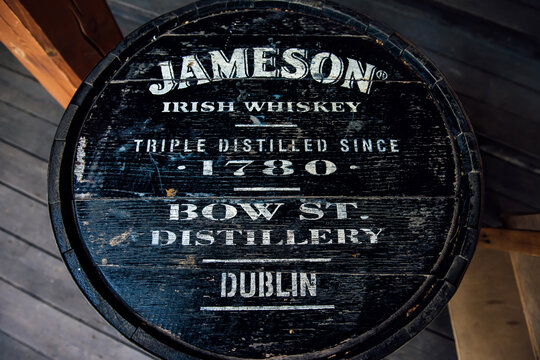 JAMESON®
IRISH WHISKEY
TRIPLE DISTILLED SINCE
· 1780 ·
BOW ST.
DISTILLERY
DUBLIN